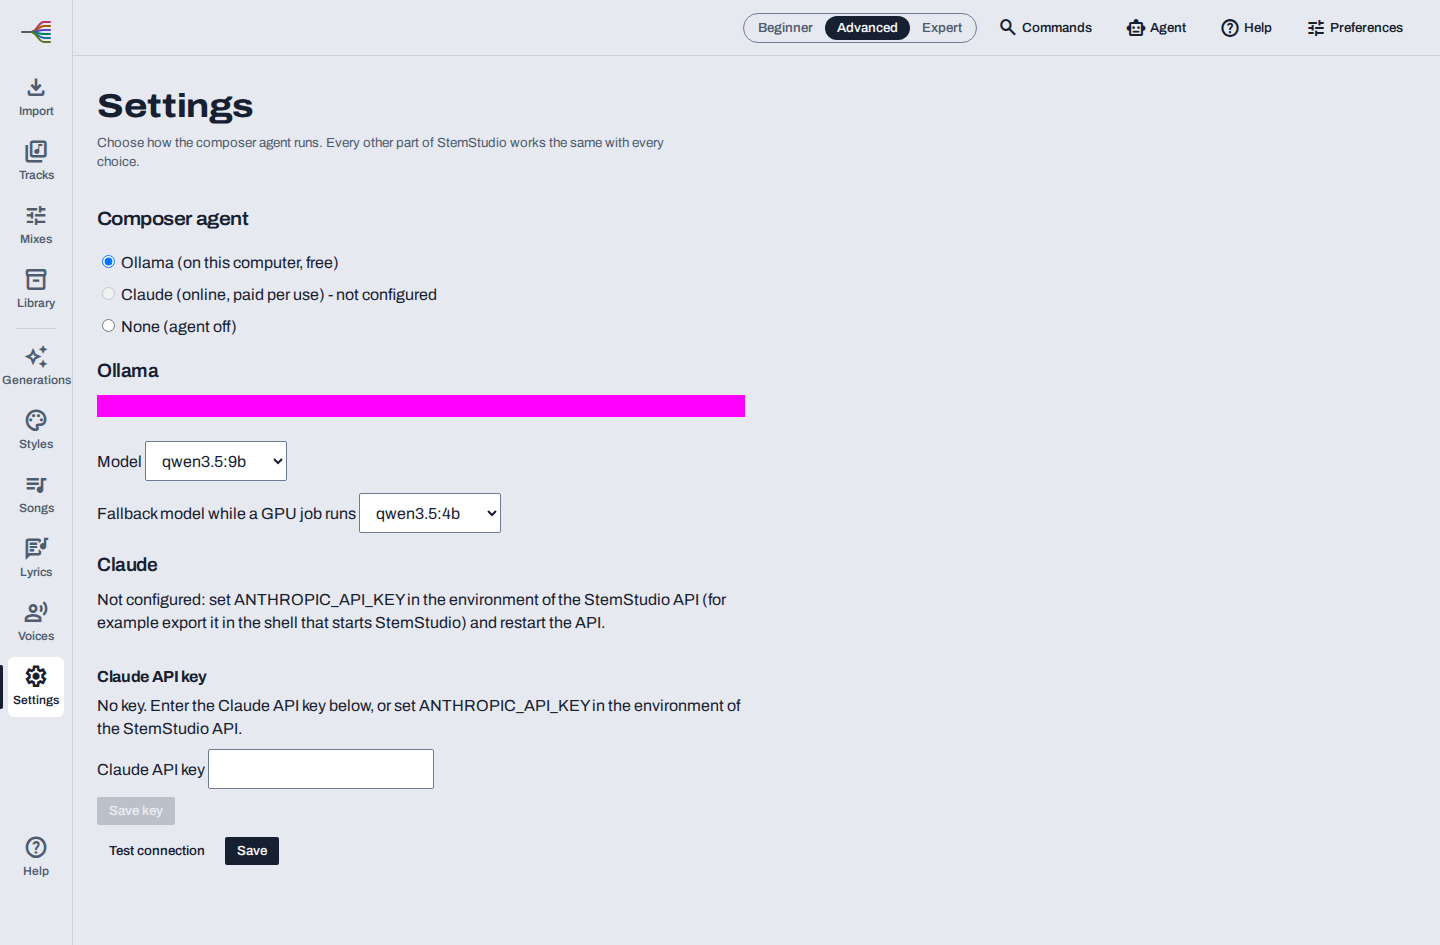 Beginner
Advanced
Expert
Commands
Agent
Help
Preferences
Import
Tracks
Mixes
Library
Generations
Styles
Songs
Lyrics
Voices
Settings
Help
Settings
Choose how the composer agent runs. Every other part of StemStudio works the same with every
choice.
Composer agent
Ollama (on this computer, free)
Claude (online, paid per use) - not configured
None (agent off)
Ollama
Model qwen3.5:9b
Fallback model while a GPU job runs qwen3.5:4b
Claude
Not configured: set ANTHROPIC_API_KEY in the environment of the StemStudio API (for
example export it in the shell that starts StemStudio) and restart the API.
Claude API key
No key. Enter the Claude API key below, or set ANTHROPIC_API_KEY in the environment of
the StemStudio API.
Claude API key
Save key
Test connection
Save